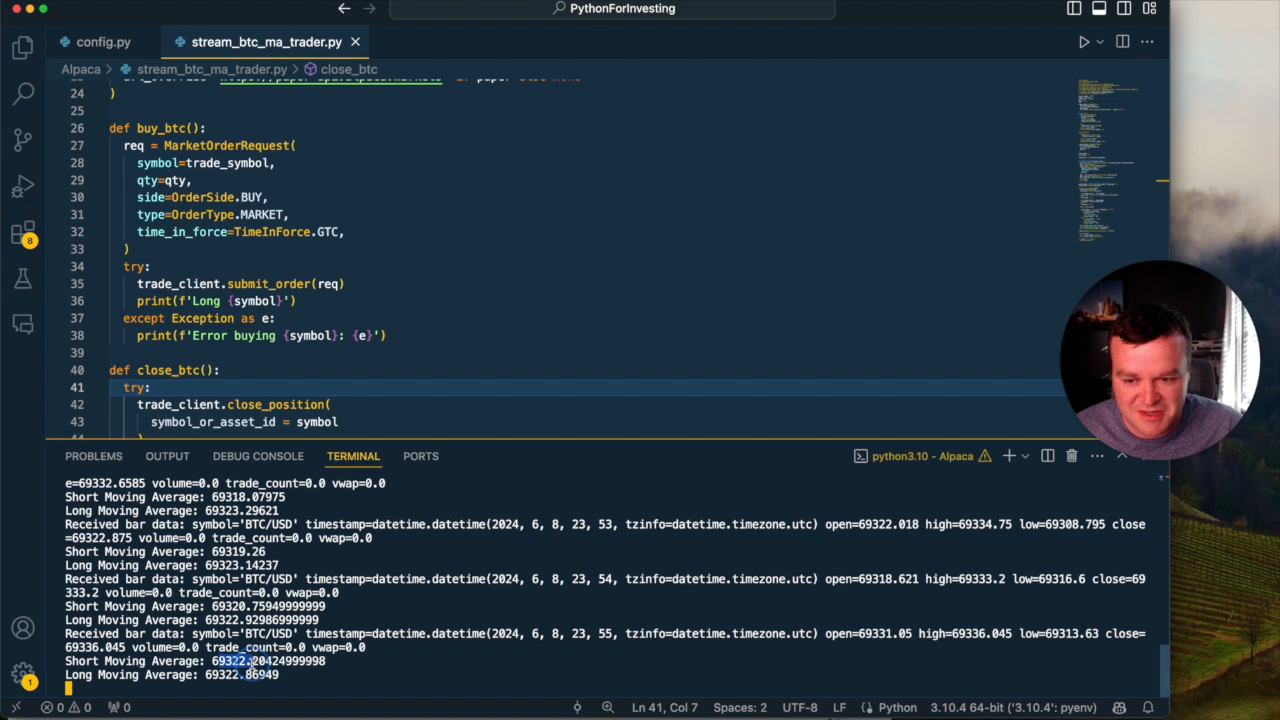 PythonForInvesting
config.py
stream_btc_ma_trader.py
Alpaca > stream_btc_ma_trader.py > close_btc
24 )
25
26 def buy_btc():
27 req = MarketOrderRequest(
28 symbol=trade_symbol,
29 qty=qty,
30 side=OrderSide.BUY,
31 type=OrderType.MARKET,
32 time_in_force=TimeInForce.GTC,
33 )
34 try:
35 trade_client.submit_order(req)
36 print(f'Long {symbol}')
37 except Exception as e:
38 print(f'Error buying {symbol}: {e}')
39
40 def close_btc():
41 try:
42 trade_client.close_position(
43 symbol_or_asset_id = symbol
8
PROBLEMS OUTPUT DEBUG CONSOLE TERMINAL PORTS python3.10 - Alpaca
e=69332.6585 volume=0.0 trade_count=0.0 vwap=0.0
Short Moving Average: 69318.07975
Long Moving Average: 69323.29621
Received bar data: symbol='BTC/USD' timestamp=datetime.datetime(2024, 6, 8, 23, 53, tzinfo=datetime.timezone.utc) open=69322.018 high=69334.75 low=69308.795 close
=69322.875 volume=0.0 trade_count=0.0 vwap=0.0
Short Moving Average: 69319.26
Long Moving Average: 69323.14237
Received bar data: symbol='BTC/USD' timestamp=datetime.datetime(2024, 6, 8, 23, 54, tzinfo=datetime.timezone.utc) open=69318.621 high=69333.2 low=69316.6 close=69
333.2 volume=0.0 trade_count=0.0 vwap=0.0
Short Moving Average: 69320.75949999999
Long Moving Average: 69322.92986999999
Received bar data: symbol='BTC/USD' timestamp=datetime.datetime(2024, 6, 8, 23, 55, tzinfo=datetime.timezone.utc) open=69331.05 high=69336.045 low=69313.63 close=
69336.045 volume=0.0 trade_count=0.0 vwap=0.0
Short Moving Average: 69322.20424999998
Long Moving Average: 69322.86949
1
0 0 0 Ln 41, Col 7 Spaces: 2 UTF-8 LF Python 3.10.4 64-bit ('3.10.4': pyenv)